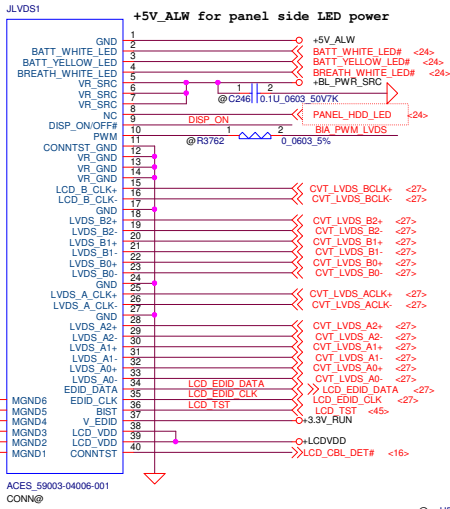 JLVDS1
+5V_ALW for panel side LED power
GND 1 +5V_ALW
BATT_WHITE_LED 2 BATT_WHITE_LED# <24>
BATT_YELLOW_LED 3 BATT_YELLOW_LED# <24>
BREATH_WHITE_LED 4 BREATH_WHITE_LED# <24>
VR_SRC 5 +BL_PWR_SRC
VR_SRC 6 1 2
VR_SRC 7 @C246 0.1U_0603_50V7K
NC 8 PANEL_HDD_LED <24>
DISP_ON/OFF# 9 DISP_ON
PWM 10 1 2 BIA_PWM_LVDS
CONNTST_GND 11 @R3762 0_0603_5%
VR_GND 12
VR_GND 13
VR_GND 14
LCD_B_CLK+ 15 CVT_LVDS_BCLK+ <27>
LCD_B_CLK- 16 CVT_LVDS_BCLK- <27>
GND 17
LVDS_B2+ 18 CVT_LVDS_B2+ <27>
LVDS_B2- 19 CVT_LVDS_B2- <27>
LVDS_B1+ 20 CVT_LVDS_B1+ <27>
LVDS_B1- 21 CVT_LVDS_B1- <27>
LVDS_B0+ 22 CVT_LVDS_B0+ <27>
LVDS_B0- 23 CVT_LVDS_B0- <27>
GND 24
LVDS_A_CLK+ 25 CVT_LVDS_ACLK+ <27>
LVDS_A_CLK- 26 CVT_LVDS_ACLK- <27>
GND 27
LVDS_A2+ 28 CVT_LVDS_A2+ <27>
LVDS_A2- 29 CVT_LVDS_A2- <27>
LVDS_A1+ 30 CVT_LVDS_A1+ <27>
LVDS_A1- 31 CVT_LVDS_A1- <27>
LVDS_A0+ 32 CVT_LVDS_A0+ <27>
LVDS_A0- 33 CVT_LVDS_A0- <27>
EDID_DATA 34 LCD_EDID_DATA LCD_EDID_DATA <27>
MGND6 EDID_CLK 35 LCD_EDID_CLK LCD_EDID_CLK <27>
MGND5 BIST 36 LCD_TST LCD_TST <45>
MGND4 V_EDID 37 +3.3V_RUN
MGND3 LCD_VDD 38
MGND2 LCD_VDD 39 +LCDVDD
MGND1 CONNTST 40 LCD_CBL_DET# <16>
ACES_59003-04006-001
CONN@